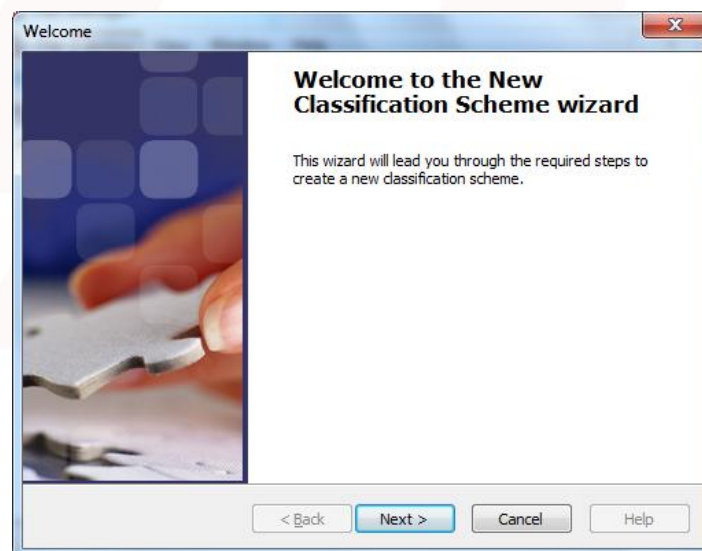 Welcome
Welcome to the New
Classification Scheme wizard
This wizard will lead you through the required steps to
create a new classification scheme.
< Back
Next >
Cancel
Help